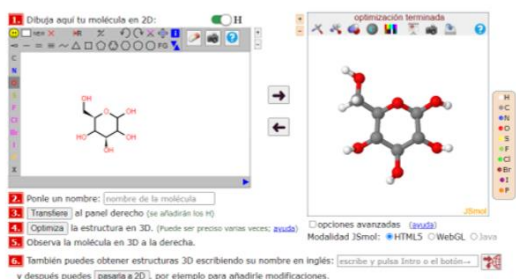 1. Dibuja aquí tu molécula en 2D:
H
optimización terminada
NEW
FG
C
N
O
S
F
Cl
Br
I
X
OH
OH
OH
HO
OH
H
C
N
O
S
F
Cl
Br
I
P
JSmol
2. Ponle un nombre: nombre de la molécula
3. Transfiere al panel derecho (se añadirán los H)
4. Optimiza la estructura en 3D. (Puede ser preciso varias veces; ayuda)
5. Observa la molécula en 3D a la derecha.
opciones avanzadas (ayuda)
Modalidad JSmol: HTML5 WebGL Java
6. También puedes obtener estructuras 3D escribiendo su nombre en inglés: escribe y pulsa Intro o el botón→
y después puedes pasarla a 2D, por ejemplo para añadirle modificaciones.